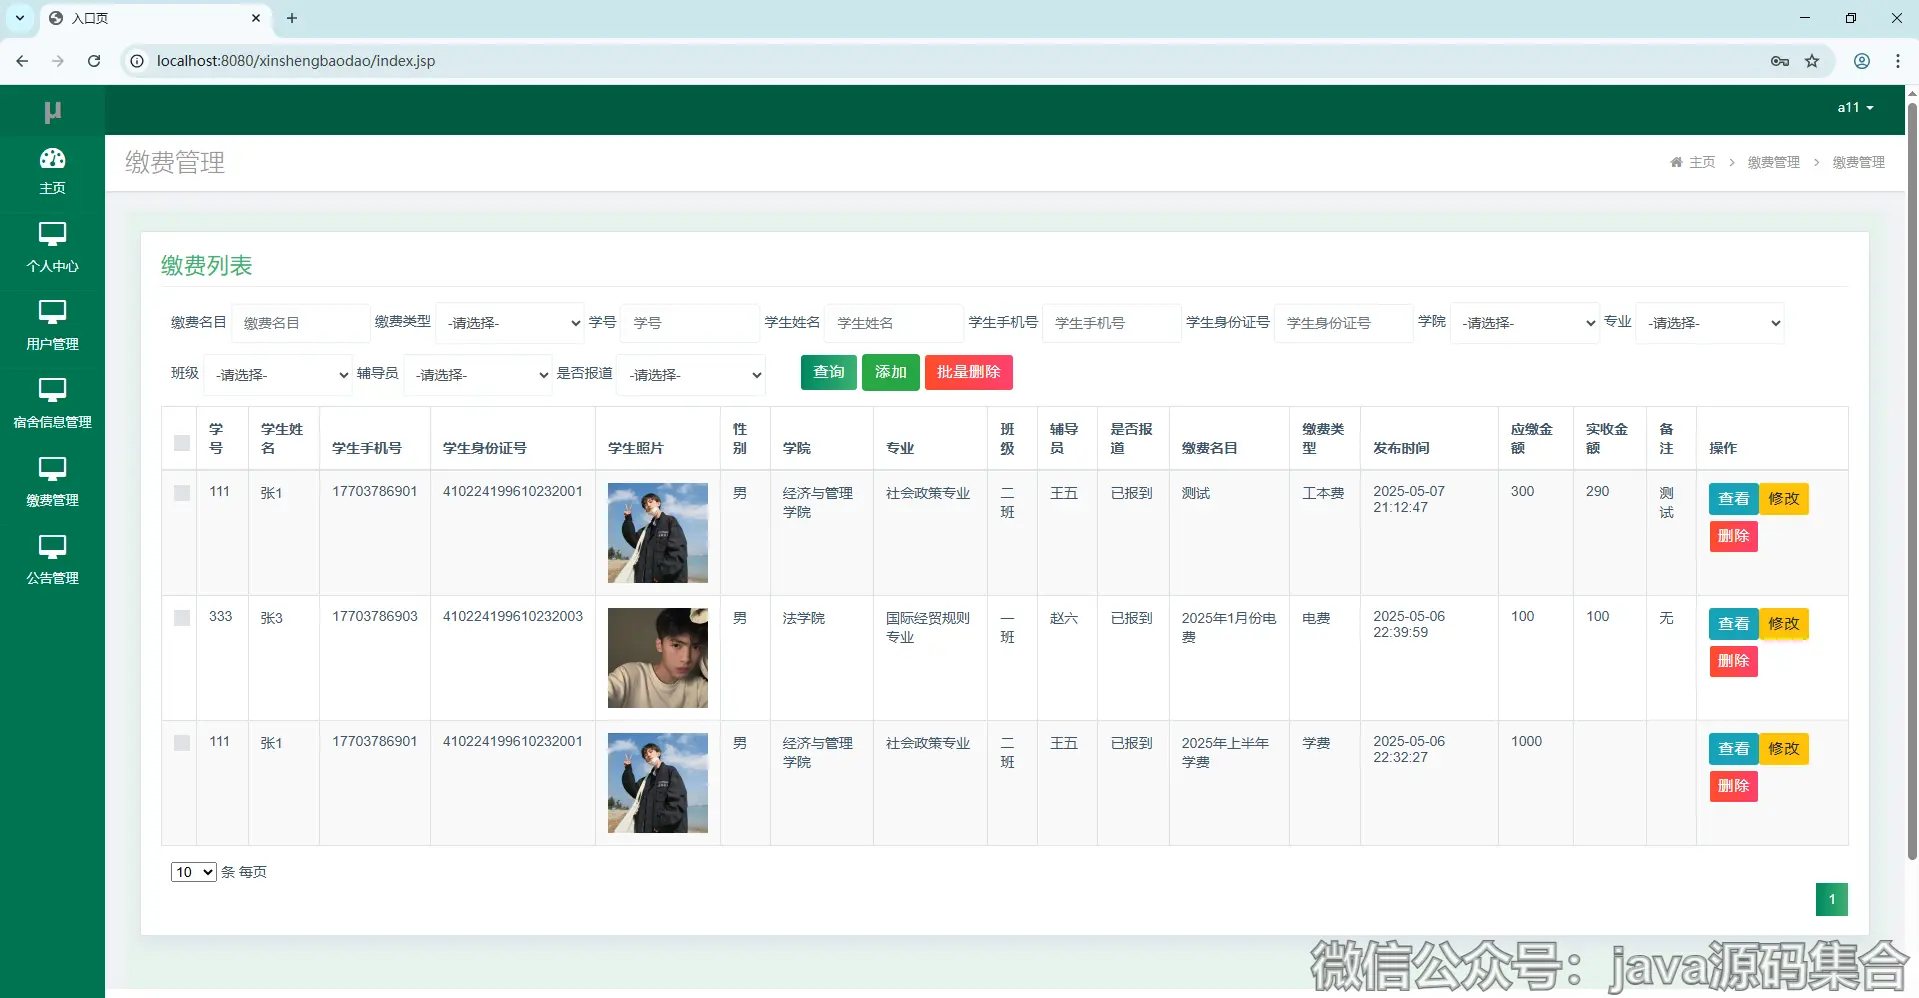 入口页
localhost:8080/xinshengbaodao/index.jsp
µ
a11
主页
个人中心
用户管理
宿舍信息管理
缴费管理
公告管理
缴费管理
主页 > 缴费管理 > 缴费管理
缴费列表
缴费名目 缴费名目 缴费类型 -请选择- 学号 学号 学生姓名 学生姓名 学生手机号 学生手机号 学生身份证号 学生身份证号 学院 -请选择- 专业 -请选择-
班级 -请选择- 辅导员 -请选择- 是否报道 -请选择- 查询 添加 批量删除
学号 学生姓名 学生手机号 学生身份证号 学生照片 性别 学院 专业 班级 辅导员 是否报道 缴费名目 缴费类型 发布时间 应缴金额 实收金额 备注 操作
111 张1 17703786901 410224199610232001 男 经济与管理学院 社会政策专业 二班 王五 已报到 测试 工本费 2025-05-07 21:12:47 300 290 测试 查看 修改 删除
333 张3 17703786903 410224199610232003 男 法学院 国际经贸规则专业 一班 赵六 已报到 2025年1月份电费 电费 2025-05-06 22:39:59 100 100 无 查看 修改 删除
111 张1 17703786901 410224199610232001 男 经济与管理学院 社会政策专业 二班 王五 已报到 2025年上半年学费 学费 2025-05-06 22:32:27 1000 查看 修改 删除
10 条 每页
1
微信公众号：java源码集合